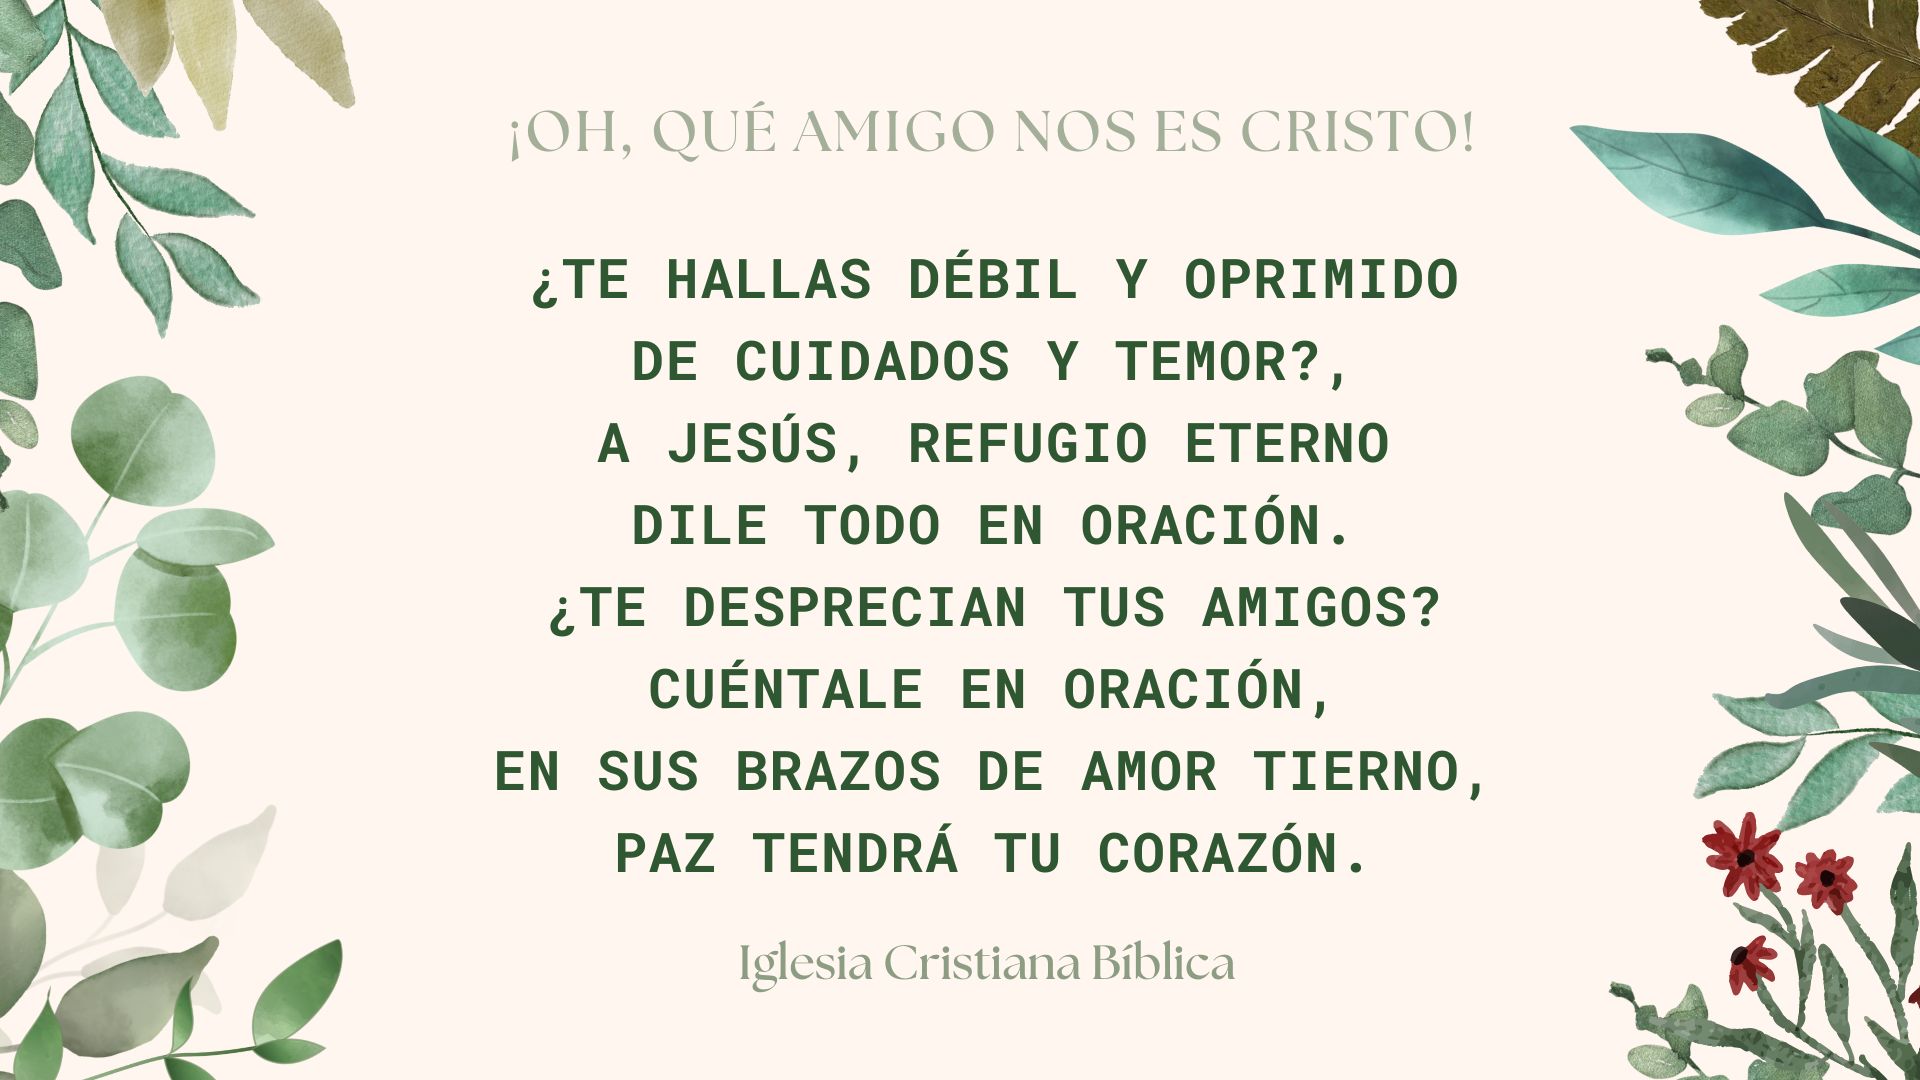 ¡OH, QUÉ AMIGO NOS ES CRISTO!
¿TE HALLAS DÉBIL Y OPRIMIDO
DE CUIDADOS Y TEMOR?,
A JESÚS, REFUGIO ETERNO
DILE TODO EN ORACIÓN.
¿TE DESPRECIAN TUS AMIGOS?
CUÉNTALE EN ORACIÓN,
EN SUS BRAZOS DE AMOR TIERNO,
PAZ TENDRÁ TU CORAZÓN.
Iglesia Cristiana Bíblica